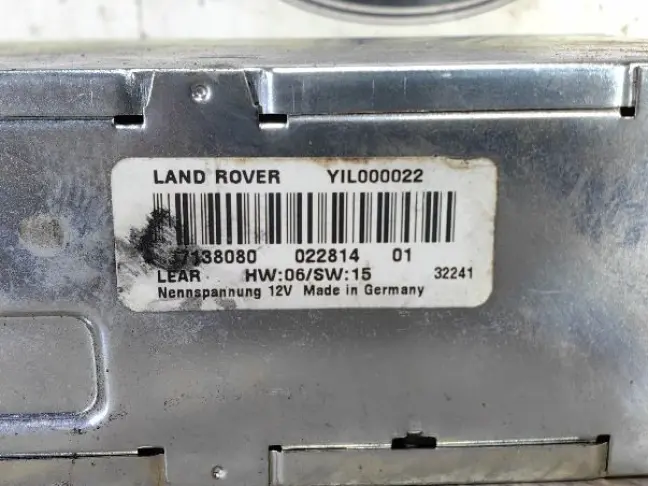 LAND ROVER YIL000022
7138080 022814 01
LEAR HW:06/SW:15 32241
Nennspannung 12V Made in Germany